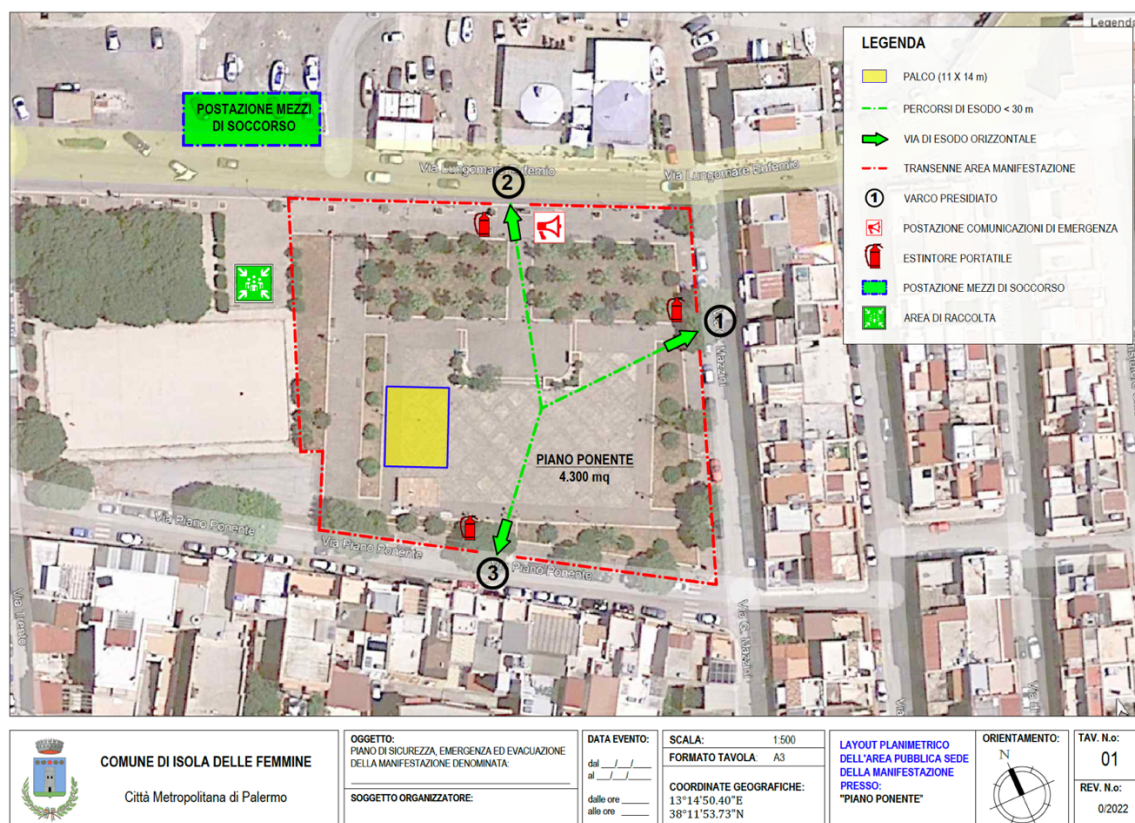 Legenda
LEGENDA
PALCO (11 X 14 m)
PERCORSI DI ESODO < 30 m
VIA DI ESODO ORIZZONTALE
TRANSENNE AREA MANIFESTAZIONE
1
VARCO PRESIDIATO
POSTAZIONE COMUNICAZIONI DI EMERGENZA
ESTINTORE PORTATILE
POSTAZIONE MEZZI DI SOCCORSO
AREA DI RACCOLTA
POSTAZIONE MEZZI
DI SOCCORSO
Via Lungomare Eufemio
Via Lungomare Eufemio
2
1
Mazzini
PIANO PONENTE
4.300 mq
Via Piano Ponente
Via Piano Ponente
Piano Ponente
3
Via Trento
Via G. Mazzini
Via
COMUNE DI ISOLA DELLE FEMMINE
Città Metropolitana di Palermo
OGGETTO:
PIANO DI SICUREZZA, EMERGENZA ED EVACUAZIONE
DELLA MANIFESTAZIONE DENOMINATA:
SOGGETTO ORGANIZZATORE:
DATA EVENTO:
dal __/__/__
al __/__/__
dalle ore ____
alle ore ____
SCALA: 1:500
FORMATO TAVOLA: A3
COORDINATE GEOGRAFICHE:
13°14'50.40"E
38°11'53.73"N
LAYOUT PLANIMETRICO
DELL'AREA PUBBLICA SEDE
DELLA MANIFESTAZIONE
PRESSO:
"PIANO PONENTE"
ORIENTAMENTO:
N
TAV. N.o:
01
REV. N.o:
0/2022